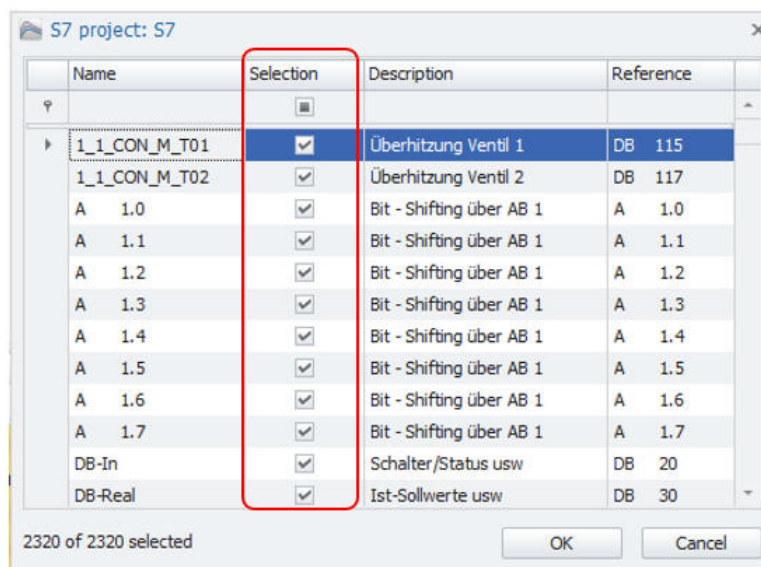 S7 project: S7
Name Selection Description Reference
1_1_CON_M_T01 Überhitzung Ventil 1 DB 115
1_1_CON_M_T02 Überhitzung Ventil 2 DB 117
A 1.0 Bit - Shifting über AB 1 A 1.0
A 1.1 Bit - Shifting über AB 1 A 1.1
A 1.2 Bit - Shifting über AB 1 A 1.2
A 1.3 Bit - Shifting über AB 1 A 1.3
A 1.4 Bit - Shifting über AB 1 A 1.4
A 1.5 Bit - Shifting über AB 1 A 1.5
A 1.6 Bit - Shifting über AB 1 A 1.6
A 1.7 Bit - Shifting über AB 1 A 1.7
DB-In Schalter/Status usw DB 20
DB-Real Ist-Sollwerte usw DB 30
2320 of 2320 selected OK Cancel